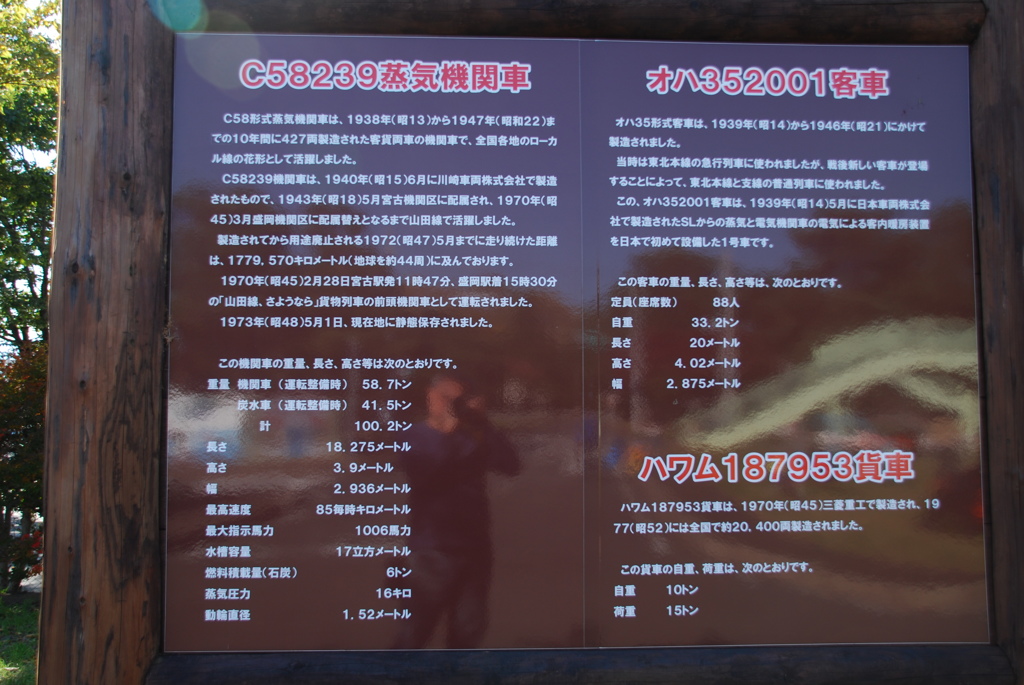 C58239蒸気機関車
C58形式蒸気機関車は、1938年(昭13)から1947年(昭和22)ま
での10年間に427両製造された客貨両車の機関車で、全国各地のローカ
ル線の花形として活躍しました。
C58239機関車は、1940年(昭15)6月に川崎車両株式会社で製造
されたもので、1943年(昭18)5月宮古機関区に配属され、1970年(昭
45)3月盛岡機関区に配属替えとなるまで山田線で活躍しました。
製造されてから用途廃止される1972(昭47)5月までに走り続けた距離
は、1779，570キロメートル(地球を約44周)に及んでおります。
1970年(昭45)2月28日宮古駅発11時47分、盛岡駅着15時30分
の「山田線、さようなら」貨物列車の前頭機関車として運転されました。
1973年(昭48)5月1日、現在地に静態保存されました。
この機関車の重量、長さ、高さ等は次のとおりです。
重量 機関車（運転整備時） 58．7トン
炭水車（運転整備時） 41．5トン
計 100．2トン
長さ 18．275メートル
高さ 3．9メートル
幅 2．936メートル
最高速度 85毎時キロメートル
最大指示馬力 1006馬力
水槽容量 17立方メートル
燃料積載量(石炭) 6トン
蒸気圧力 16キロ
動輪直径 1．52メートル
オハ352001客車
オハ35形式客車は、1939年(昭14)から1946年(昭21)にかけて
製造されました。
当時は東北本線の急行列車に使われましたが、戦後新しい客車が登場
することによって、東北本線と支線の普通列車に使われました。
この、オハ352001客車は、1939年(昭14)5月に日本車両株式会
社で製造されたSLからの蒸気と電気機関車の電気による客内暖房装置
を日本で初めて設備した1号車です。
この客車の重量、長さ、高さ等は、次のとおりです。
定員(座席数) 88人
自重 33．2トン
長さ 20メートル
高さ 4．02メートル
幅 2．875メートル
ハワム187953貨車
ハワム187953貨車は、1970年(昭45)三菱重工で製造され、19
77(昭52)には全国で約20，400両製造されました。
この貨車の自重、荷重は、次のとおりです。
自重 10トン
荷重 15トン